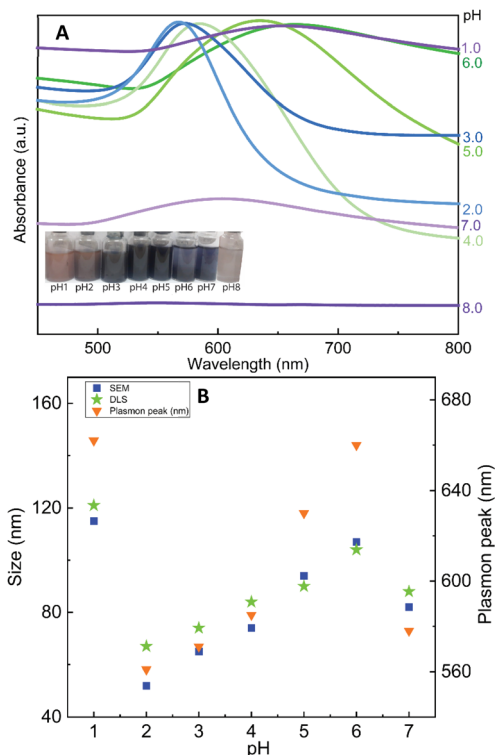 A
pH
1.0
6.0
3.0
5.0
2.0
7.0
4.0
8.0
Absorbance (a.u.)
pH1 pH2 pH3 pH4 pH5 pH6 pH7 pH8
500 600 700 800
Wavelength (nm)
B
SEM
DLS
Plasmon peak (nm)
160
120
80
40
Size (nm)
680
640
600
560
Plasmon peak (nm)
1 2 3 4 5 6 7
pH